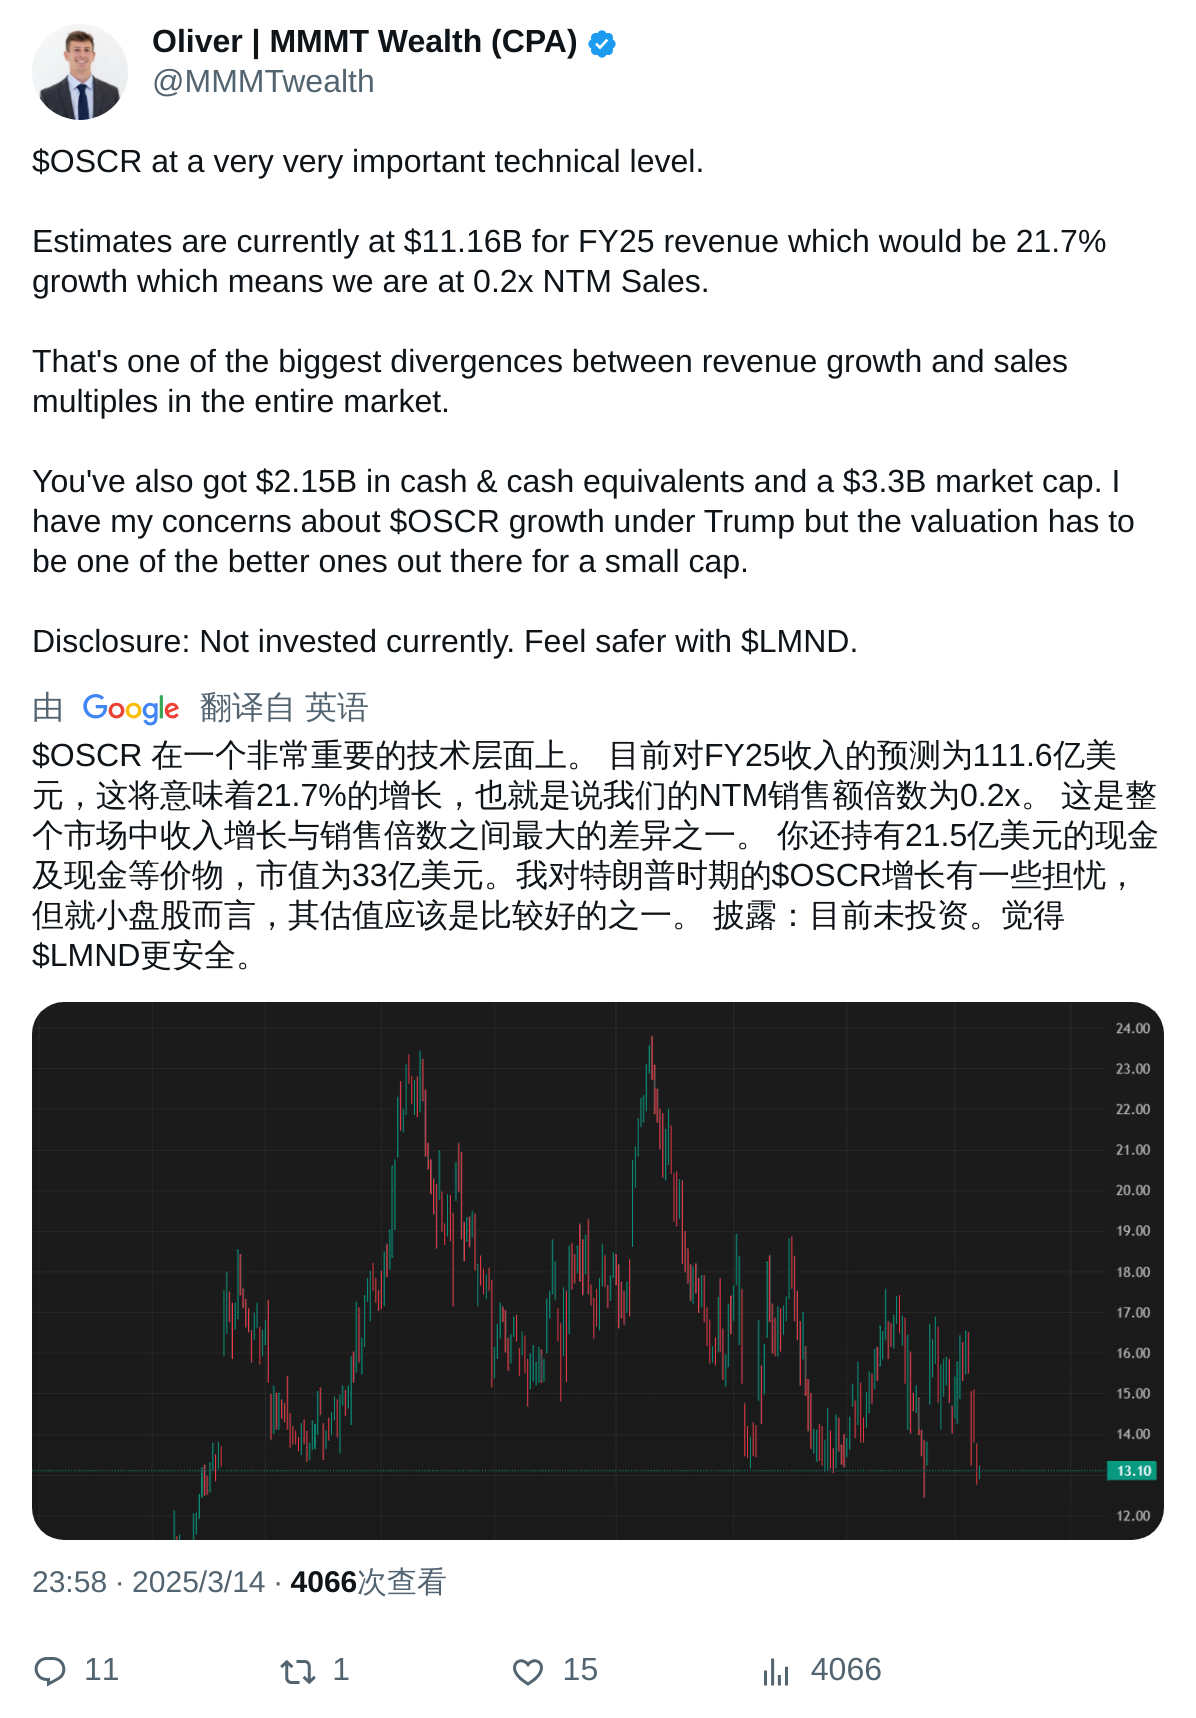 Oliver | MMMT Wealth (CPA)
@MMMTwealth
$OSCR at a very very important technical level.
Estimates are currently at $11.16B for FY25 revenue which would be 21.7%
growth which means we are at 0.2x NTM Sales.
That's one of the biggest divergences between revenue growth and sales
multiples in the entire market.
You've also got $2.15B in cash & cash equivalents and a $3.3B market cap. I
have my concerns about $OSCR growth under Trump but the valuation has to
be one of the better ones out there for a small cap.
Disclosure: Not invested currently. Feel safer with $LMND.
由 Google 翻译自 英语
$OSCR 在一个非常重要的技术层面上。 目前对FY25收入的预测为111.6亿美
元，这将意味着21.7%的增长，也就是说我们的NTM销售额倍数为0.2x。 这是整
个市场中收入增长与销售倍数之间最大的差异之一。 你还持有21.5亿美元的现金
及现金等价物，市值为33亿美元。我对特朗普时期的$OSCR增长有一些担忧，
但就小盘股而言，其估值应该是比较好的之一。 披露：目前未投资。觉得
$LMND更安全。
24.00
23.00
22.00
21.00
20.00
19.00
18.00
17.00
16.00
15.00
14.00
13.10
12.00
23:58 · 2025/3/14 · 4066次查看
11 1 15 4066